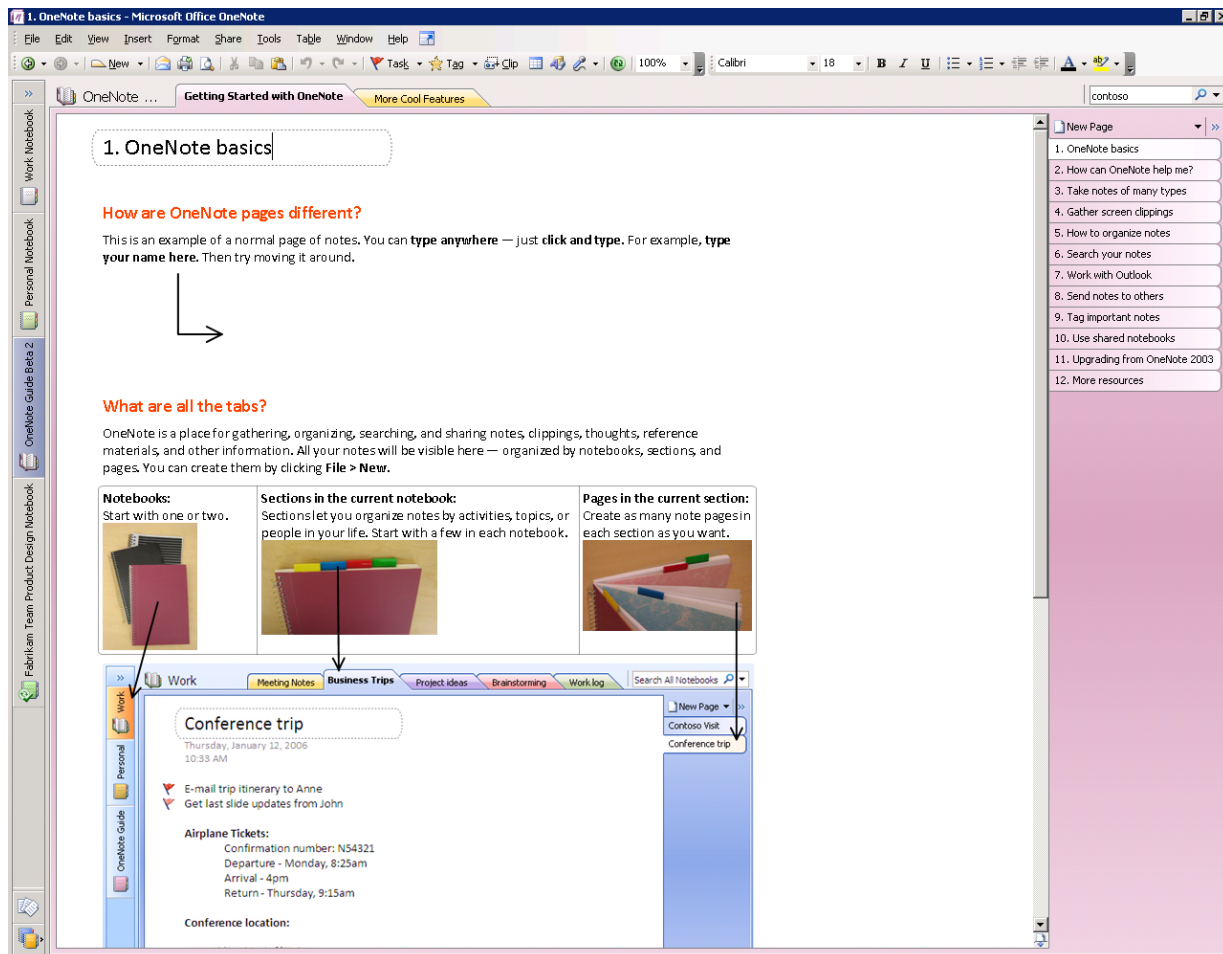 1. OneNote basics - Microsoft Office OneNote
File Edit View Insert Format Share Tools Table Window Help
New Task Tag Clip 100% Calibri 18 B I U A ab
OneNote ... Getting Started with OneNote More Cool Features contoso
Work Notebook
Personal Notebook
OneNote Guide Beta 2
Fabrikam Team Product Design Notebook
1. OneNote basics
How are OneNote pages different?
This is an example of a normal page of notes. You can type anywhere — just click and type. For example, type
your name here. Then try moving it around.
What are all the tabs?
OneNote is a place for gathering, organizing, searching, and sharing notes, clippings, thoughts, reference
materials, and other information. All your notes will be visible here — organized by notebooks, sections, and
pages. You can create them by clicking File > New.
Notebooks:
Start with one or two.
Sections in the current notebook:
Sections let you organize notes by activities, topics, or
people in your life. Start with a few in each notebook.
Pages in the current section:
Create as many note pages in
each section as you want.
Work Meeting Notes Business Trips Project ideas Brainstorming Work log Search All Notebooks
Work
Personal
OneNote Guide
Conference trip
Thursday, January 12, 2006
10:33 AM
E-mail trip itinerary to Anne
Get last slide updates from John
Airplane Tickets:
Confirmation number: N54321
Departure - Monday, 8:25am
Arrival - 4pm
Return - Thursday, 9:15am
Conference location:
New Page
Contoso Visit
Conference trip
New Page
1. OneNote basics
2. How can OneNote help me?
3. Take notes of many types
4. Gather screen clippings
5. How to organize notes
6. Search your notes
7. Work with Outlook
8. Send notes to others
9. Tag important notes
10. Use shared notebooks
11. Upgrading from OneNote 2003
12. More resources